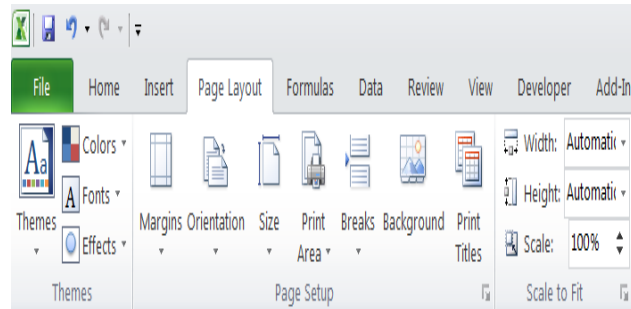 File Home Insert Page Layout Formulas Data Review View Developer Add-In
Aa Colors Width: Automatic
A Fonts Height: Automatic
Themes Margins Orientation Size Print Area Breaks Background Print Titles
Effects Scale: 100%
Themes Page Setup Scale to Fit